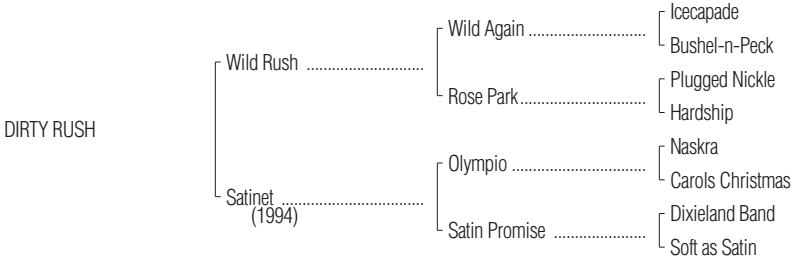 Icecapade
Wild Again ............................
Bushel-n-Peck
Wild Rush ............................
Plugged Nickle
Rose Park..............................
Hardship
DIRTY RUSH
Naskra
Olympio ................................
Carols Christmas
Satinet ..................................
(1994)
Dixieland Band
Satin Promise ......................
Soft as Satin